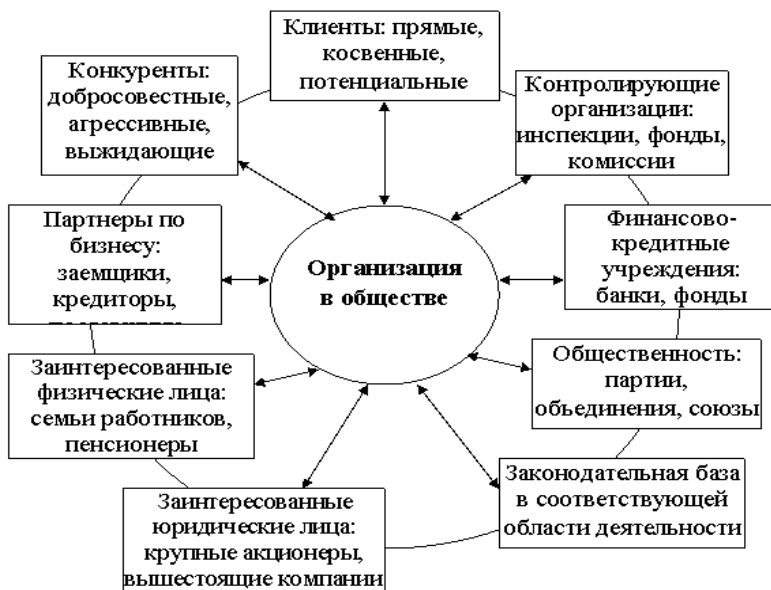 Клиенты: прямые,
косвенные,
потенциальные
Конкуренты:
добросовестные,
агрессивные,
выжидающие
Контролирующие
организации:
инспекции, фонды,
комиссии
Партнеры по
бизнесу:
заемщики,
кредиторы,
Организация
в обществе
Финансово-
кредитные
учреждения:
банки, фонды
Заинтересованные
физические лица:
семьи работников,
пенсионеры
Общественность:
партии,
объединения, союзы
Заинтересованные
юридические лица:
крупные акционеры,
вышестоящие компании
Законодательная база
в соответствующей
области деятельности